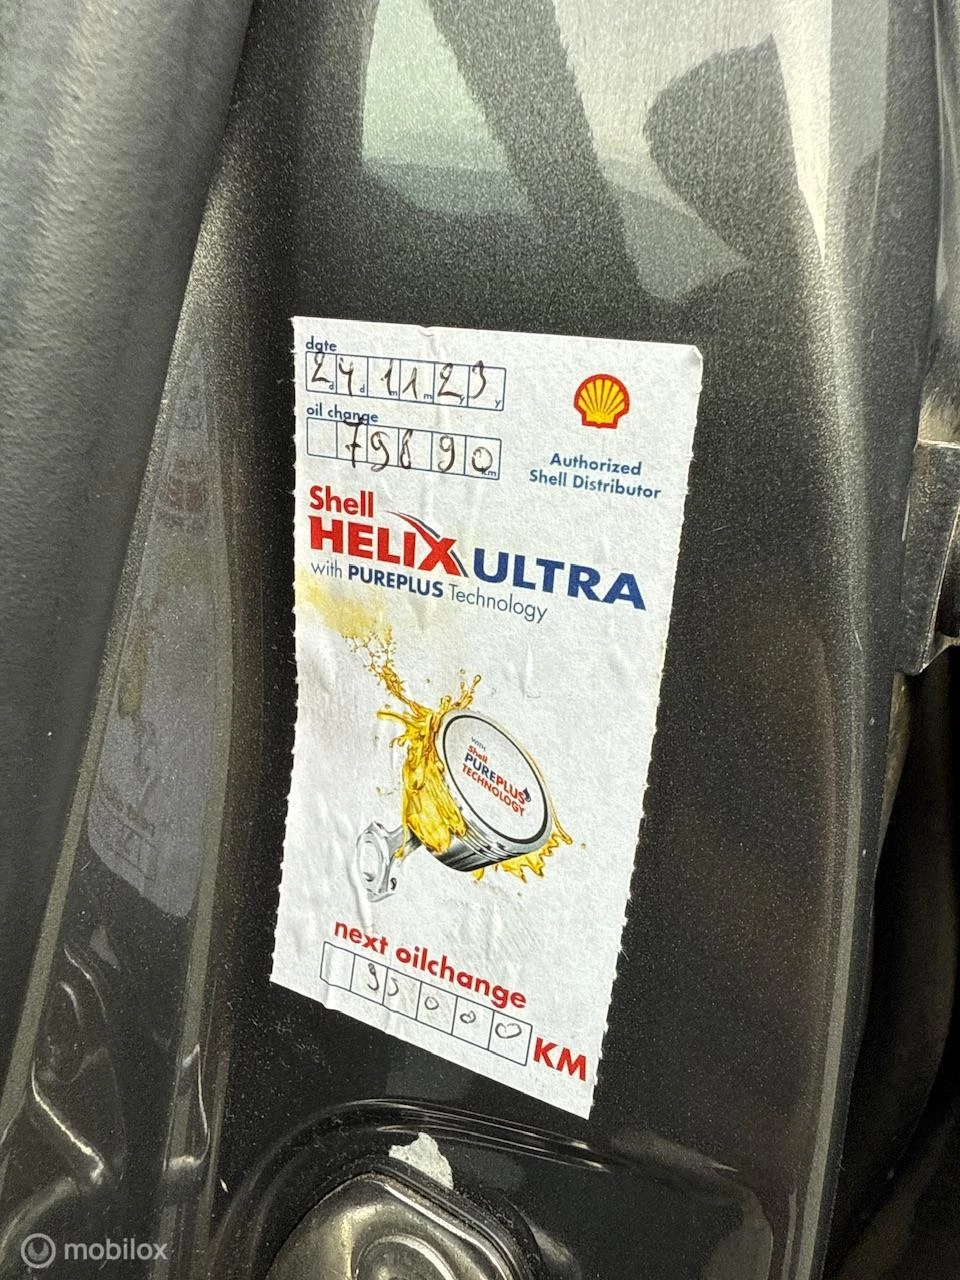 date
24 11 23
d d m m y y
oil change
79890
km
Authorized
Shell Distributor
Shell
HELIX ULTRA
with PUREPLUS Technology
WITH
Shell
PUREPLUS
TECHNOLOGY
next oilchange
95000 KM
mobilox